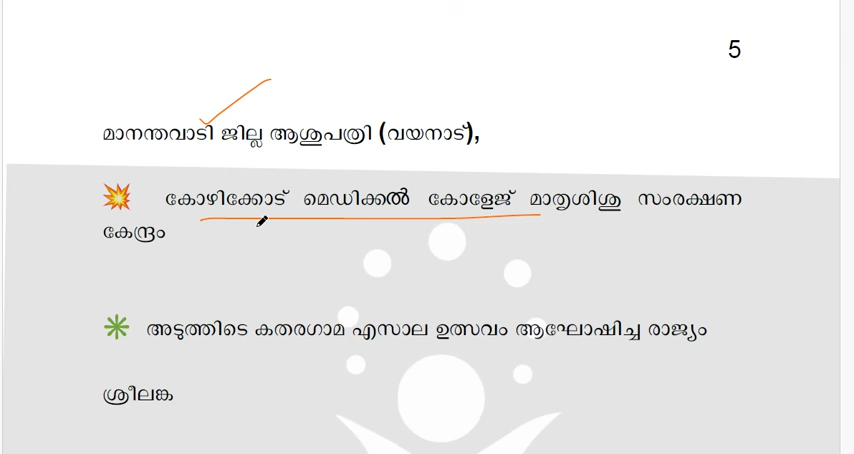 5
മാനന്തവാടി ജില്ല ആശുപത്രി (വയനാട്),
💥 കോഴിക്കോട് മെഡിക്കൽ കോളേജ് മാതൃശിശു സംരക്ഷണ
കേന്ദ്രം
✳️ അടുത്തിടെ കതരഗാമ എസാല ഉത്സവം ആഘോഷിച്ച രാജ്യം
ശ്രീലങ്ക